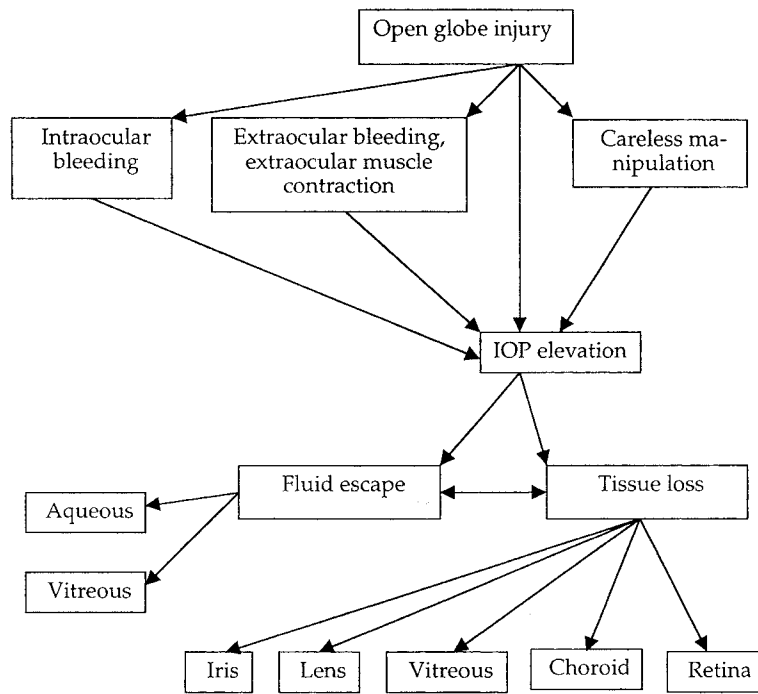 Open globe injury
Intraocular
bleeding
Extraocular bleeding,
extraocular muscle
contraction
Careless ma-
nipulation
IOP elevation
Fluid escape
Tissue loss
Aqueous
Vitreous
Iris
Lens
Vitreous
Choroid
Retina